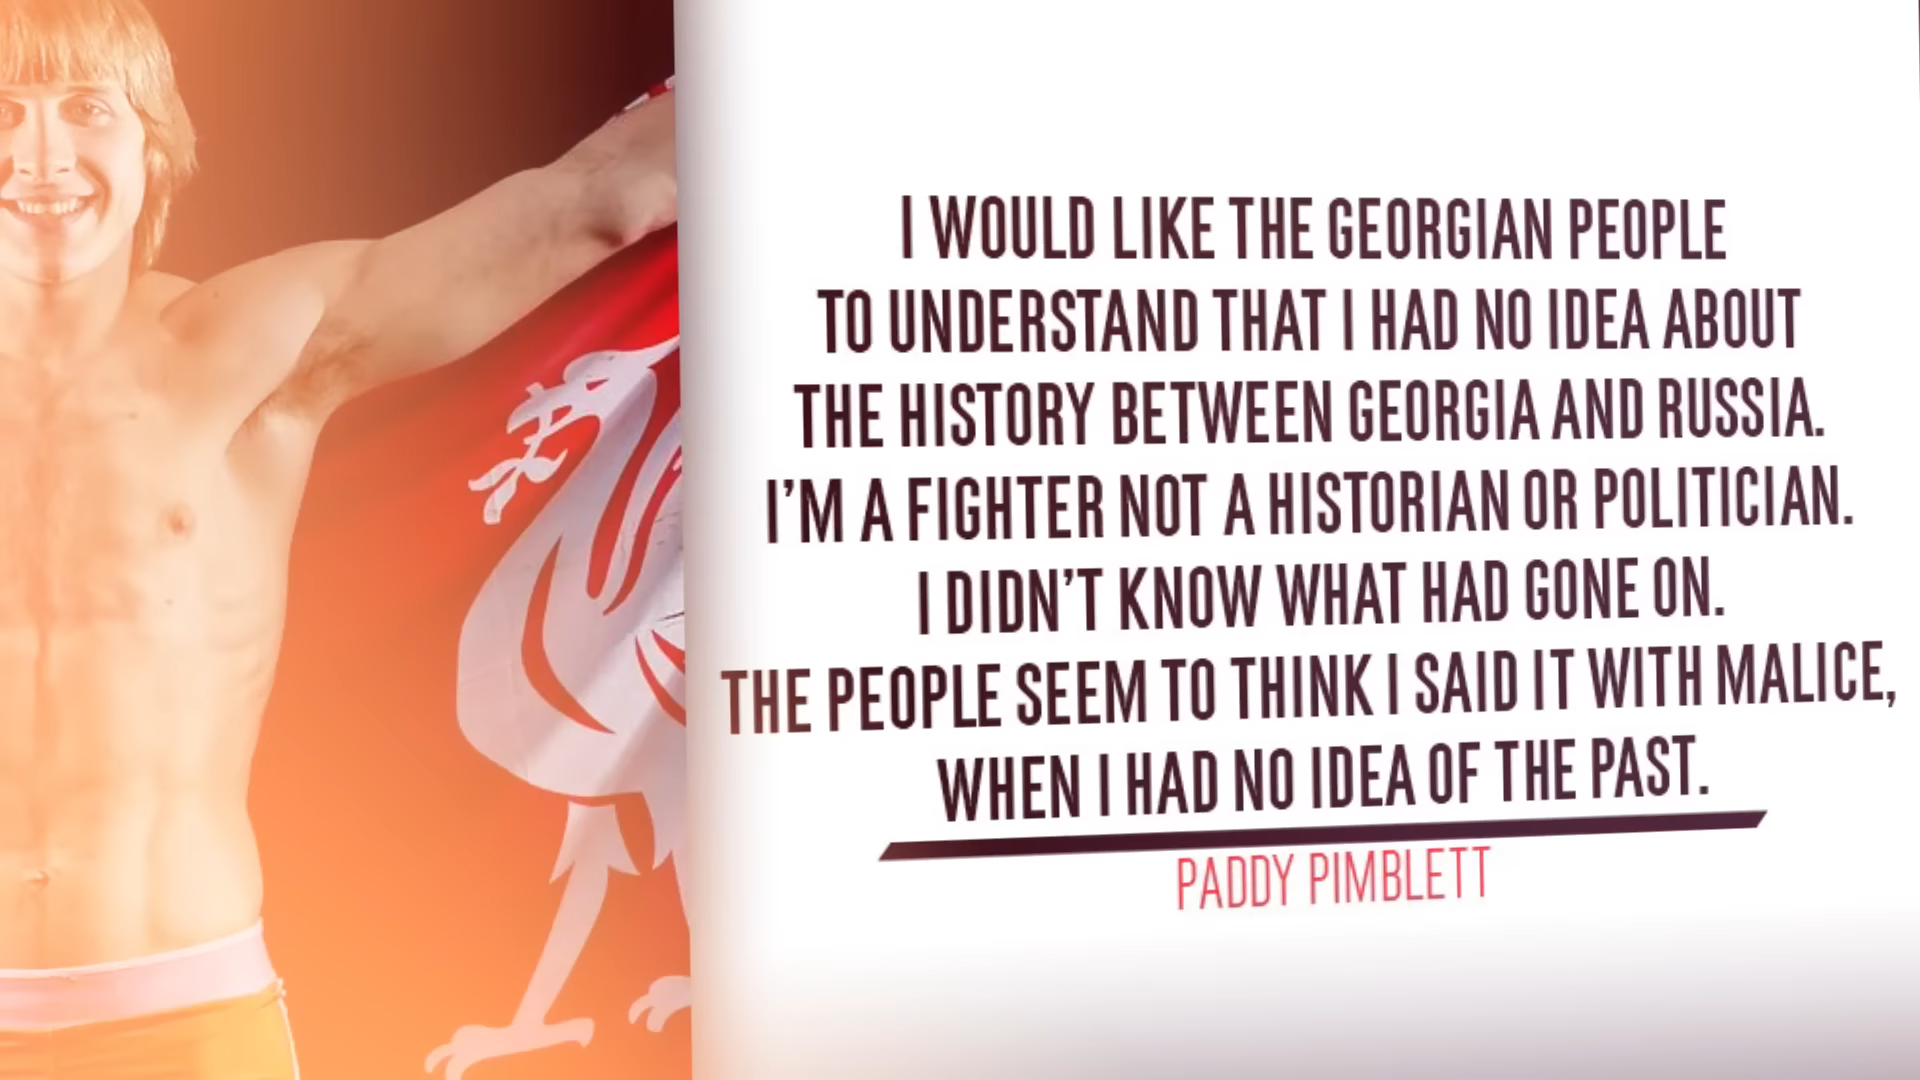 I WOULD LIKE THE GEORGIAN PEOPLE
TO UNDERSTAND THAT I HAD NO IDEA ABOUT
THE HISTORY BETWEEN GEORGIA AND RUSSIA.
I'M A FIGHTER NOT A HISTORIAN OR POLITICIAN.
I DIDN'T KNOW WHAT HAD GONE ON.
THE PEOPLE SEEM TO THINK I SAID IT WITH MALICE,
WHEN I HAD NO IDEA OF THE PAST.
PADDY PIMBLETT